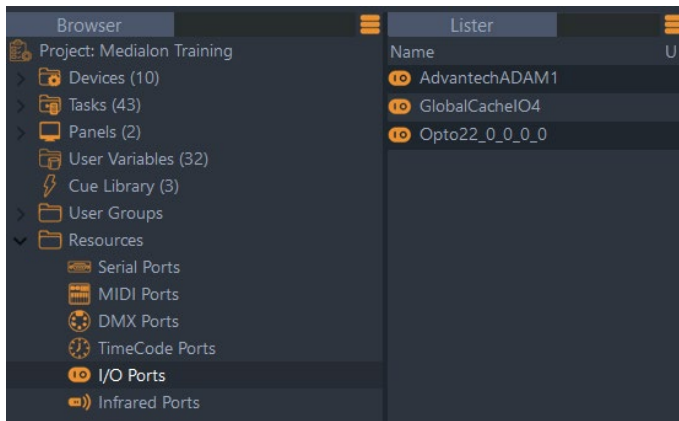 Browser
Project: Medialon Training
Devices (10)
Tasks (43)
Panels (2)
User Variables (32)
Cue Library (3)
User Groups
Resources
Serial Ports
MIDI Ports
DMX Ports
TimeCode Ports
I/O Ports
Infrared Ports
Lister
Name U
AdvantechADAM1
GlobalCacheIO4
Opto22_0_0_0_0